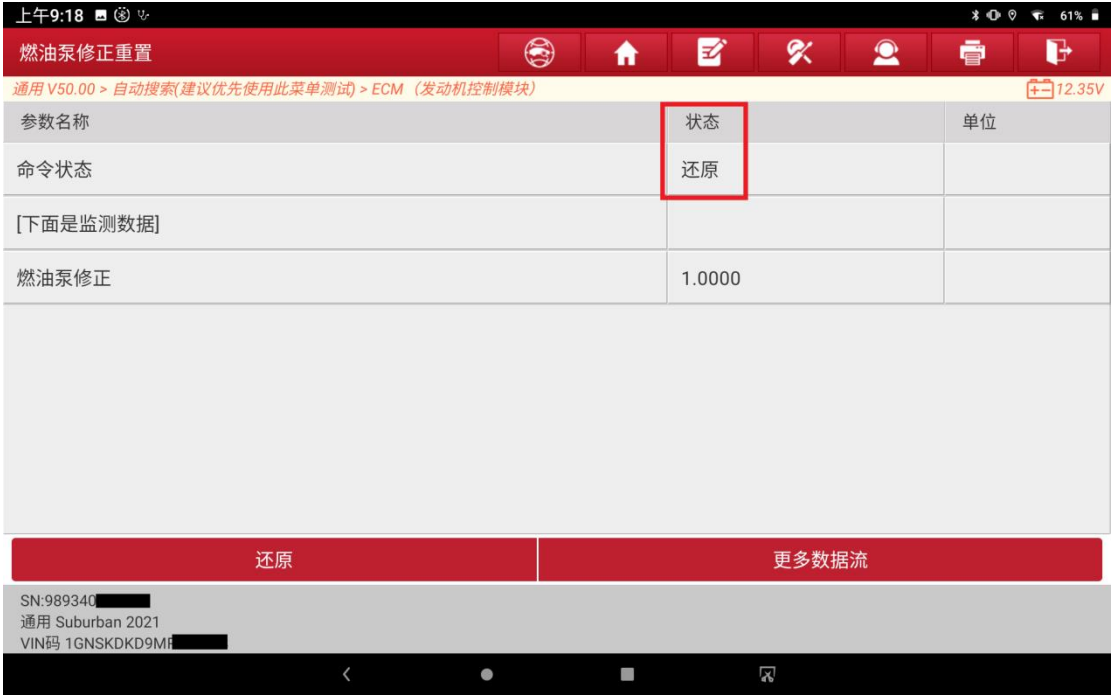 上午9:18 61%
燃油泵修正重置
通用 V50.00 > 自动搜索(建议优先使用此菜单测试) > ECM（发动机控制模块） 12.35V
参数名称 状态 单位
命令状态 还原
[下面是监测数据]
燃油泵修正 1.0000
还原 更多数据流
SN:989340
通用 Suburban 2021
VIN码 1GNSKDKD9M